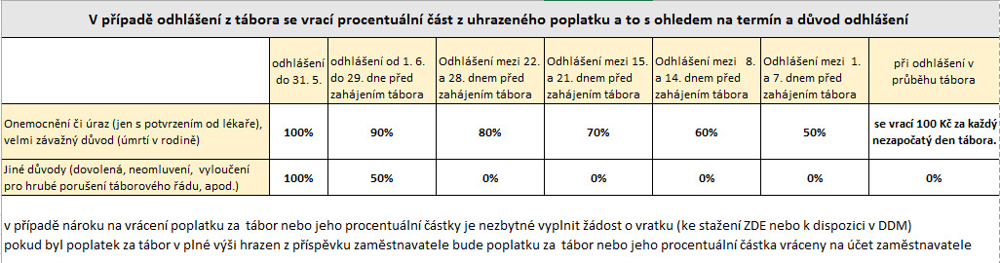 V případě odhlášení z tábora se vrací procentuální část z uhrazeného poplatku a to s ohledem na termín a důvod odhlášení
odhlášení
do 31. 5.
odhlášení od 1. 6.
do 29. dne před
zahájením tábora
odhlášení mezi 22.
a 28. dnem před
zahájením tábora
odhlášení mezi 15.
a 21. dnem před
zahájením tábora
odhlášení mezi 8.
a 14. dnem před
zahájením tábora
odhlášení mezi 1.
a 7. dnem před
zahájením tábora
při odhlášení v
průběhu tábora
Onemocnění či úraz (jen s potvrzením od lékaře),
velmi závažný důvod (úmrtí v rodině)
100%
90%
80%
70%
60%
50%
se vrací 100 Kč za každý
nezapočatý den tábora.
Jiné důvody (dovolená, neomluvení, vyloučení
pro hrubé porušení táborového řádu, apod.)
100%
50%
0%
0%
0%
0%
0%
v případě nároku na vrácení poplatku za tábor nebo jeho procentuální částky je nezbytné vyplnit žádost o vratku (ke stažení ZDE nebo k dispozici v DDM)
pokud byl poplatek za tábor v plné výši hrazen z příspěvku zaměstnavatele bude poplatku za tábor nebo jeho procentuální částka vráceny na účet zaměstnavatele